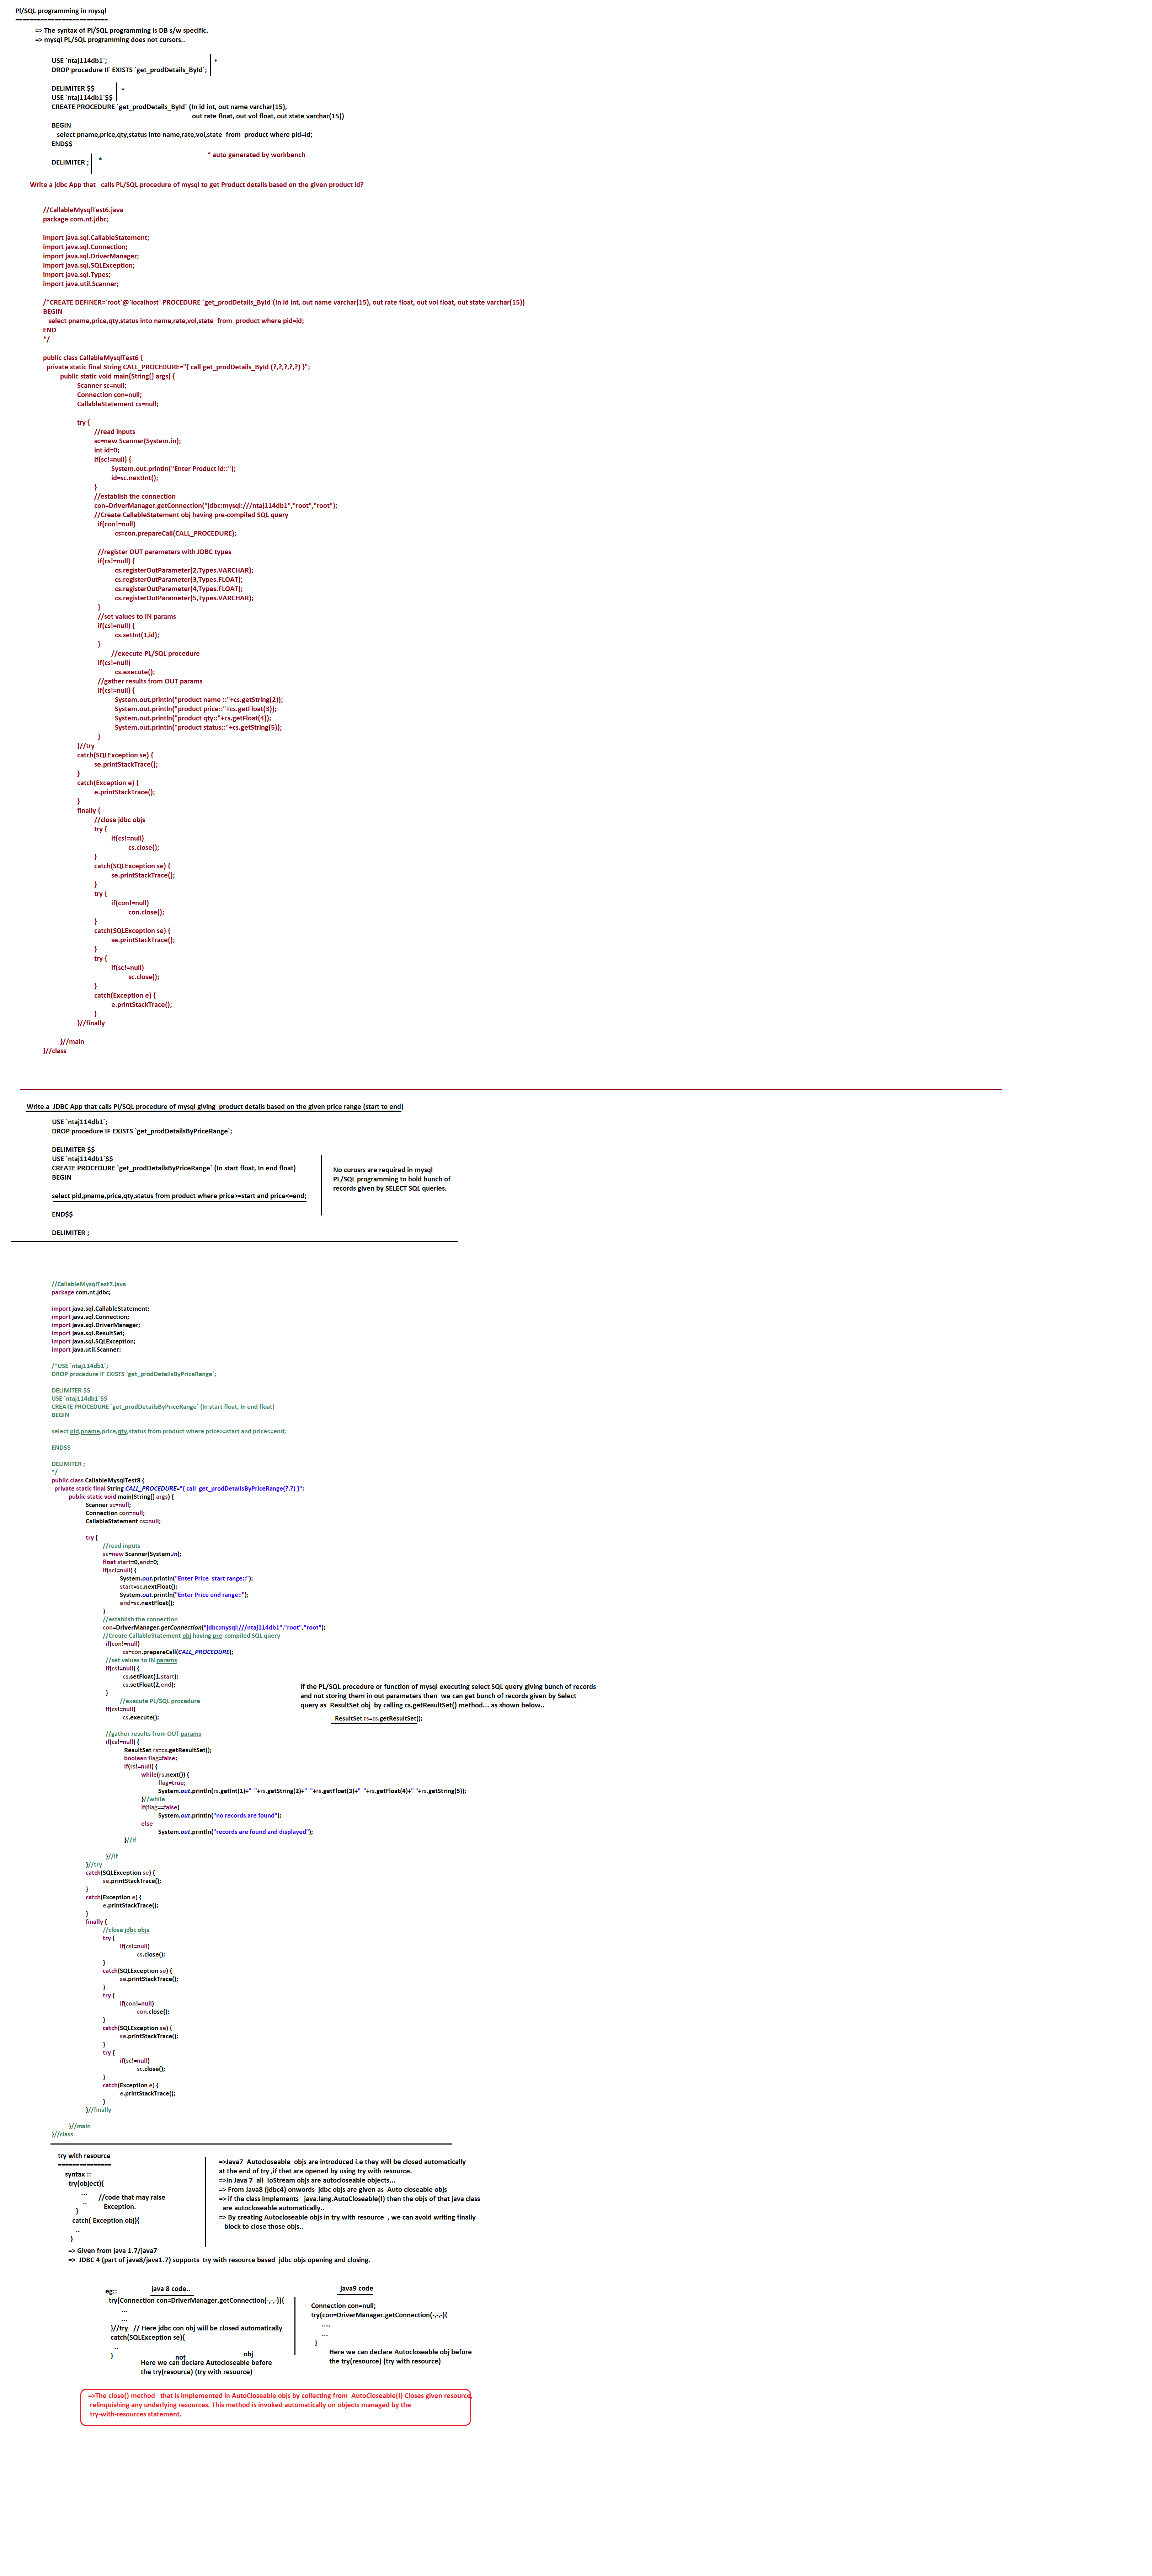 Pl/SQL programming in mysql
==========================
=> The syntax of Pl/SQL programming is DB s/w specific.
=> mysql PL/SQL programming does not cursors..
USE `ntaj114db1`;
DROP procedure IF EXISTS `get_prodDetails_ById`; *
DELIMITER $$
USE `ntaj114db1`$$ *
CREATE PROCEDURE `get_prodDetails_ById` (In id int, out name varchar(15),
out rate float, out vol float, out state varchar(15))
BEGIN
select pname,price,qty,status into name,rate,vol,state from product where pid=id;
END$$
* auto generated by workbench
DELIMITER ; *
Write a jdbc App that calls PL/SQL procedure of mysql to get Product details based on the given product id?
//CallableMysqlTest6.java
package com.nt.jdbc;
import java.sql.CallableStatement;
import java.sql.Connection;
import java.sql.DriverManager;
import java.sql.SQLException;
import java.sql.Types;
import java.util.Scanner;
/*CREATE DEFINER=`root`@`localhost` PROCEDURE `get_prodDetails_ById`(In id int, out name varchar(15), out rate float, out vol float, out state varchar(15))
BEGIN
select pname,price,qty,status into name,rate,vol,state from product where pid=id;
END
*/
public class CallableMysqlTest6 {
private static final String CALL_PROCEDURE="{ call get_prodDetails_ById (?,?,?,?,?) }";
public static void main(String[] args) {
Scanner sc=null;
Connection con=null;
CallableStatement cs=null;
try {
//read inputs
sc=new Scanner(System.in);
int id=0;
if(sc!=null) {
System.out.println("Enter Product id::");
id=sc.nextInt();
}
//establish the connection
con=DriverManager.getConnection("jdbc:mysql:///ntaj114db1","root","root");
//Create CallableStatement obj having pre-compiled SQL query
if(con!=null)
cs=con.prepareCall(CALL_PROCEDURE);
//register OUT parameters with JDBC types
if(cs!=null) {
cs.registerOutParameter(2,Types.VARCHAR);
cs.registerOutParameter(3,Types.FLOAT);
cs.registerOutParameter(4,Types.FLOAT);
cs.registerOutParameter(5,Types.VARCHAR);
}
//set values to IN params
if(cs!=null) {
cs.setInt(1,id);
}
//execute PL/SQL procedure
if(cs!=null)
cs.execute();
//gather results from OUT params
if(cs!=null) {
System.out.println("product name ::"+cs.getString(2));
System.out.println("product price::"+cs.getFloat(3));
System.out.println("product qty::"+cs.getFloat(4));
System.out.println("product status::"+cs.getString(5));
}
}//try
catch(SQLException se) {
se.printStackTrace();
}
catch(Exception e) {
e.printStackTrace();
}
finally {
//close jdbc objs
try {
if(cs!=null)
cs.close();
}
catch(SQLException se) {
se.printStackTrace();
}
try {
if(con!=null)
con.close();
}
catch(SQLException se) {
se.printStackTrace();
}
try {
if(sc!=null)
sc.close();
}
catch(Exception e) {
e.printStackTrace();
}
}//finally
}//main
}//class
Write a JDBC App that calls Pl/SQL procedure of mysql giving product details based on the given price range (start to end)
USE `ntaj114db1`;
DROP procedure IF EXISTS `get_prodDetailsByPriceRange`;
DELIMITER $$
USE `ntaj114db1`$$
CREATE PROCEDURE `get_prodDetailsByPriceRange` (In start float, In end float)
BEGIN
select pid,pname,price,qty,status from product where price>=start and price<=end;
END$$
DELIMITER ;
No curosrs are required in mysql
PL/SQL programming to hold bunch of
records given by SELECT SQL queries.
//CallableMysqlTest7.java
package com.nt.jdbc;
import java.sql.CallableStatement;
import java.sql.Connection;
import java.sql.DriverManager;
import java.sql.ResultSet;
import java.sql.SQLException;
import java.util.Scanner;
/*USE `ntaj114db1`;
DROP procedure IF EXISTS `get_prodDetailsByPriceRange`;
DELIMITER $$
USE `ntaj114db1`$$
CREATE PROCEDURE `get_prodDetailsByPriceRange` (In start float, In end float)
BEGIN
select pid,pname,price,qty,status from product where price>=start and price<=end;
END$$
DELIMITER ;
*/
public class CallableMysqlTest8 {
private static final String CALL_PROCEDURE="{ call get_prodDetailsByPriceRange(?,?) }";
public static void main(String[] args) {
Scanner sc=null;
Connection con=null;
CallableStatement cs=null;
try {
//read inputs
sc=new Scanner(System.in);
float start=0,end=0;
if(sc!=null) {
System.out.println("Enter Price start range::");
start=sc.nextFloat();
System.out.println("Enter Price end range::");
end=sc.nextFloat();
}
//establish the connection
con=DriverManager.getConnection("jdbc:mysql:///ntaj114db1","root","root");
//Create CallableStatement obj having pre-compiled SQL query
if(con!=null)
cs=con.prepareCall(CALL_PROCEDURE);
//set values to IN params
if(cs!=null) {
cs.setFloat(1,start);
cs.setFloat(2,end);
}
//execute PL/SQL procedure
if(cs!=null)
cs.execute();
if the PL/SQL procedure or function of mysql executing select SQL query giving bunch of records
and not storing them in out parameters then we can get bunch of records given by Select
query as ResultSet obj by calling cs.getResultSet() method... as shown below..
ResultSet rs=cs.getResultSet();
//gather results from OUT params
if(cs!=null) {
ResultSet rs=cs.getResultSet();
boolean flag=false;
if(rs!=null) {
while(rs.next()) {
flag=true;
System.out.println(rs.getInt(1)+" "+rs.getString(2)+" "+rs.getFloat(3)+" "+rs.getFloat(4)+" "+rs.getString(5));
}//while
if(flag==false)
System.out.println("no records are found");
else
System.out.println("records are found and displayed");
}//if
}//if
}//try
catch(SQLException se) {
se.printStackTrace();
}
catch(Exception e) {
e.printStackTrace();
}
finally {
//close jdbc objs
try {
if(cs!=null)
cs.close();
}
catch(SQLException se) {
se.printStackTrace();
}
try {
if(con!=null)
con.close();
}
catch(SQLException se) {
se.printStackTrace();
}
try {
if(sc!=null)
sc.close();
}
catch(Exception e) {
e.printStackTrace();
}
}//finally
}//main
}//class
try with resource
===============
syntax ::
try(object){
...
.. //code that may raise
Exception.
}
catch( Exception obj){
..
}
=>Java7 Autocloseable objs are introduced i.e they will be closed automatically
at the end of try ,if thet are opened by using try with resource.
=>In Java 7 all IoStream objs are autocloseable objects...
=> From Java8 (jdbc4) onwords jdbc objs are given as Auto closeable objs
=> if the class implements java.lang.AutoCloseable(I) then the objs of that java class
are autocloseable automatically..
=> By creating Autocloseable objs in try with resource , we can avoid writing finally
block to close those objs..
=> Given from java 1.7/java7
=> JDBC 4 (part of java8/java1.7) supports try with resource based jdbc objs opening and closing.
eg:: java 8 code..
try(Connection con=DriverManager.getConnection(-,-,-)){
...
...
}//try // Here jdbc con obj will be closed automatically
catch(SQLException se){
..
}
not obj
Here we can declare Autocloseable before
the try(resource) (try with resource)
java9 code
Connection con=null;
try(con=DriverManager.getConnection(-,-,-){
....
...
}
Here we can declare Autocloseable obj before
the try(resource) (try with resource)
=>The close() method that is implemented in AutoCloseable objs by collecting from AutoCloseable(I) Closes given resource,
relinquishing any underlying resources. This method is invoked automatically on objects managed by the
try-with-resources statement.